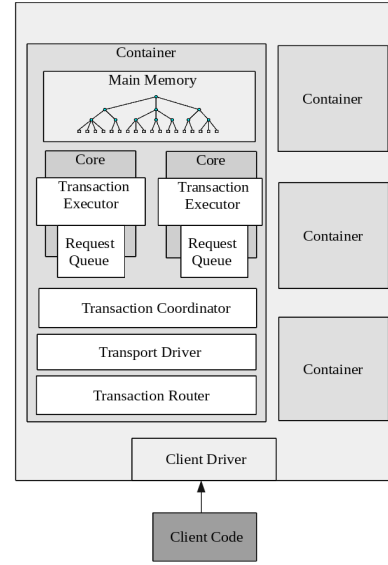 Container
Main Memory
Core
Core
Transaction
Executor
Transaction
Executor
Request
Queue
Request
Queue
Transaction Coordinator
Transport Driver
Transaction Router
Container
Container
Container
Client Driver
Client Code